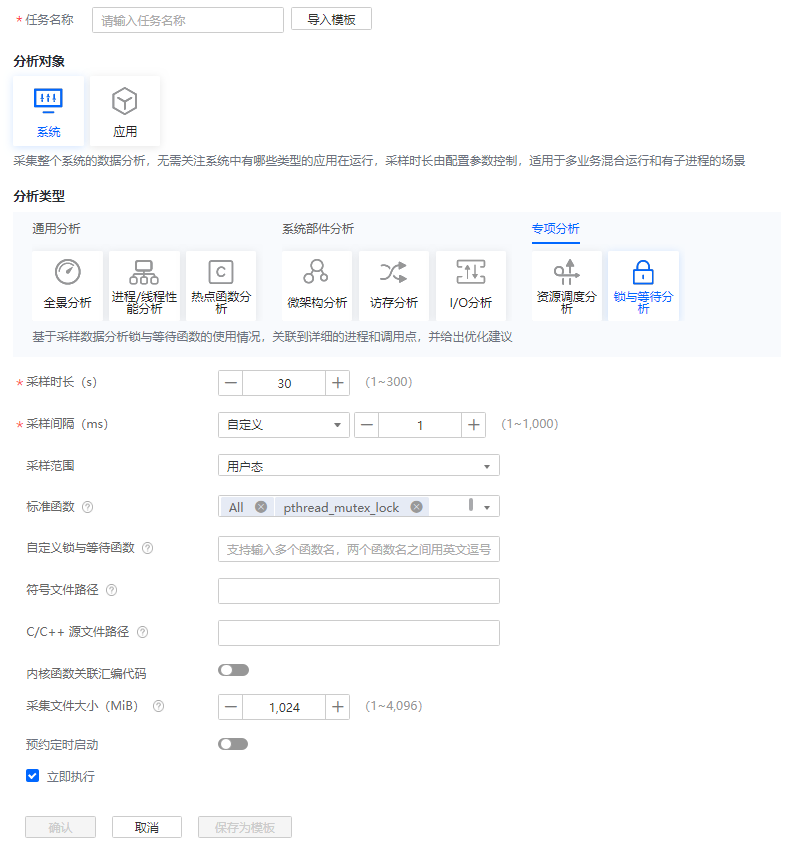 * 任务名称 请输入任务名称 导入模板
分析对象
系统 应用
采集整个系统的数据分析，无需关注系统中有哪些类型的应用在运行，采样时长由配置参数控制，适用于多业务混合运行和有子进程的场景
分析类型
通用分析 系统部件分析 专项分析
全景分析 进程/线程性能分析 热点函数分析 微架构分析 访存分析 I/O分析 资源调度分析 锁与等待分析
基于采样数据分析锁与等待函数的使用情况，关联到详细的进程和调用点，并给出优化建议
* 采样时长（s） 30 (1~300)
* 采样间隔（ms） 自定义 1 (1~1,000)
采样范围 用户态
标准函数 All pthread_mutex_lock
自定义锁与等待函数 支持输入多个函数名，两个函数名之间用英文逗号
符号文件路径
C/C++ 源文件路径
内核函数关联汇编代码
采集文件大小（MiB） 1,024 (1~4,096)
预约定时启动
立即执行
确认 取消 保存为模板